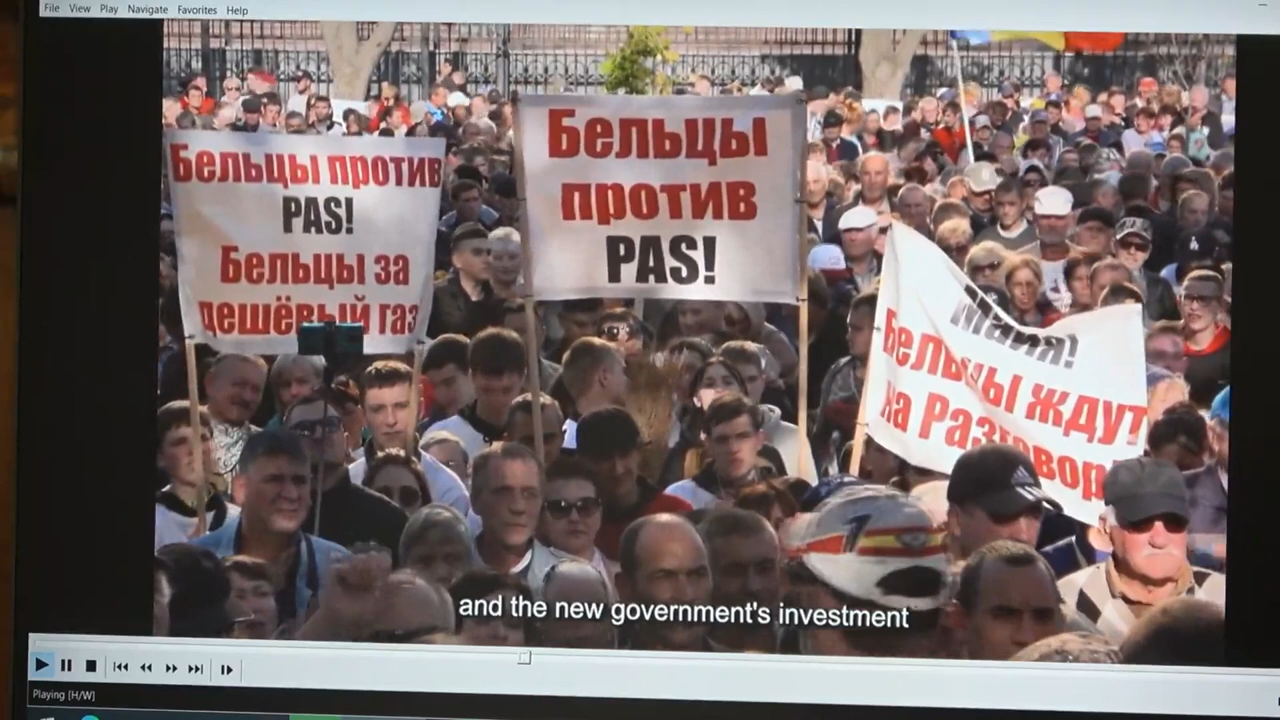 File View Play Navigate Favorites Help
Бельцы против
PAS!
Бельцы за
дешёвый газ
Бельцы
против
PAS!
Майя!
Бельцы ждут
на Разговор!
and the new government's investment
Playing [H/W]